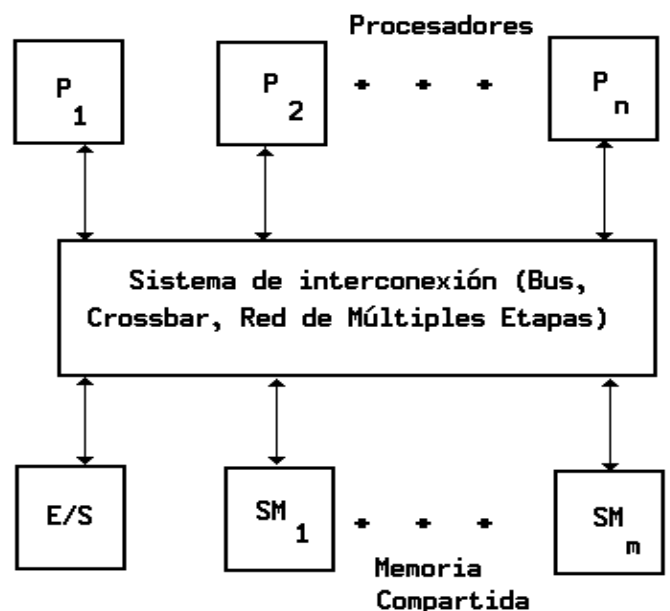 Procesadores
P1
P2
Pn
Sistema de interconexión (Bus,
Crossbar, Red de Múltiples Etapas)
E/S
SM1
SMm
Memoria
Compartida